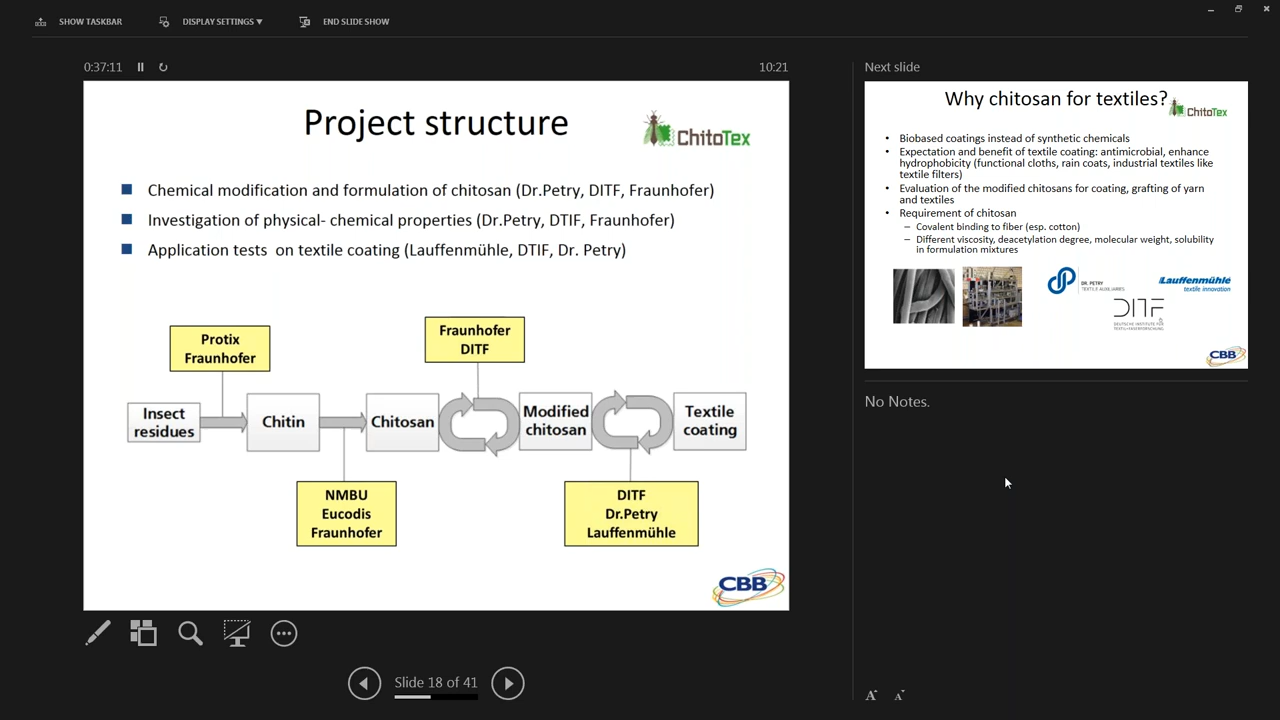 SHOW TASKBAR
DISPLAY SETTINGS ▼
END SLIDE SHOW
0:37:11
10:21
Project structure
ChitoTex
Chemical modification and formulation of chitosan (Dr.Petry, DITF, Fraunhofer)
Investigation of physical- chemical properties (Dr.Petry, DTIF, Fraunhofer)
Application tests on textile coating (Lauffenmühle, DTIF, Dr. Petry)
Protix
Fraunhofer
Fraunhofer
DITF
Insect
residues
Chitin
Chitosan
Modified
chitosan
Textile
coating
NMBU
Eucodis
Fraunhofer
DITF
Dr.Petry
Lauffenmühle
CBB
Slide 18 of 41
Next slide
Why chitosan for textiles?
ChitoTex
• Biobased coatings instead of synthetic chemicals
• Expectation and benefit of textile coating: antimicrobial, enhance
hydrophobicity (functional cloths, rain coats, industrial textiles like
textile filters)
• Evaluation of the modified chitosans for coating, grafting of yarn
and textiles
• Requirement of chitosan
– Covalent binding to fiber (esp. cotton)
– Different viscosity, deacetylation degree, molecular weight, solubility
in formulation mixtures
DR. PETRY
TEXTILE AUXILIARIES
Lauffenmühle
textile innovation
DITF
DEUTSCHE INSTITUTE FÜR
TEXTIL+FASERFORSCHUNG
CBB
No Notes.
A
A